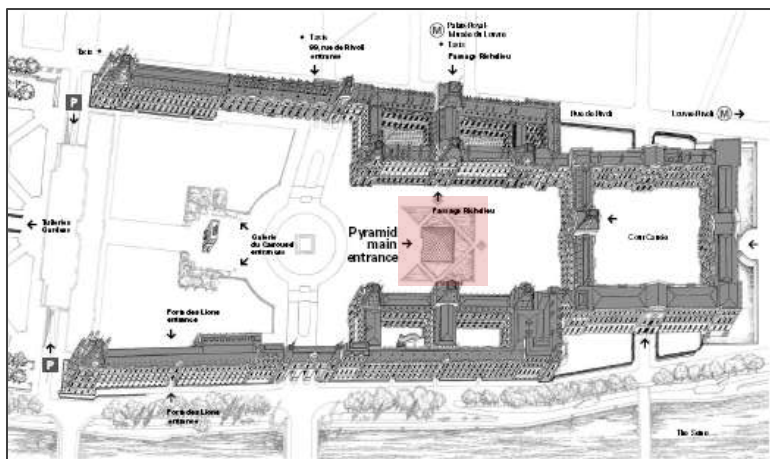 Palais-Royal-
Musée du Louvre
M
Taxis
Passage Richelieu
Taxis
99, rue de Rivoli
entrance
Taxis
P
Rue de Rivoli
Louvre-Rivoli M
Passage Richelieu
Tuileries
Gardens
Galerie
du Carrousel
entrances
Pyramid
main
entrance
Cour Carrée
Porte des Lions
entrance
P
Porte des Lions
entrance
The Seine